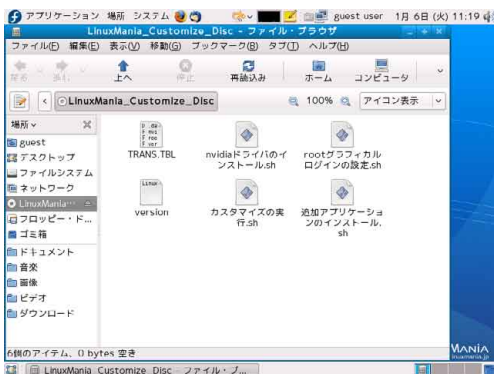 アプリケーション 場所 システム guest user 1月 6日 (火) 11:19
LinuxMania_Customize_Disc - ファイル・ブラウザ
ファイル(F) 編集(E) 表示(V) 移動(G) ブックマーク(B) タブ(T) ヘルプ(H)
戻る 進む 上へ 停止 再読込み ホーム コンピュータ
LinuxMania_Customize_Disc 100% アイコン表示
場所
guest
デスクトップ
ファイルシステム
ネットワーク
LinuxMania…
フロッピー・ド...
ゴミ箱
ドキュメント
音楽
画像
ビデオ
ダウンロード
TRANS.TBL
nvidiaドライバのインストール.sh
rootグラフィカルログインの設定.sh
Linux
version
カスタマイズの実行.sh
追加アプリケーションのインストール.sh
6個のアイテム、0 bytes 空き
MANIA
LinuxMania_Customize_Disc - ファイル・ブ...